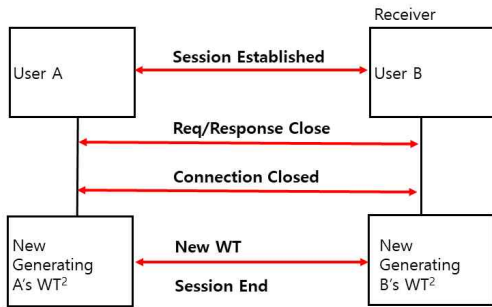 Receiver
User A
Session Established
User B
Req/Response Close
Connection Closed
New
Generating
A's WT²
New WT
Session End
New
Generating
B's WT²